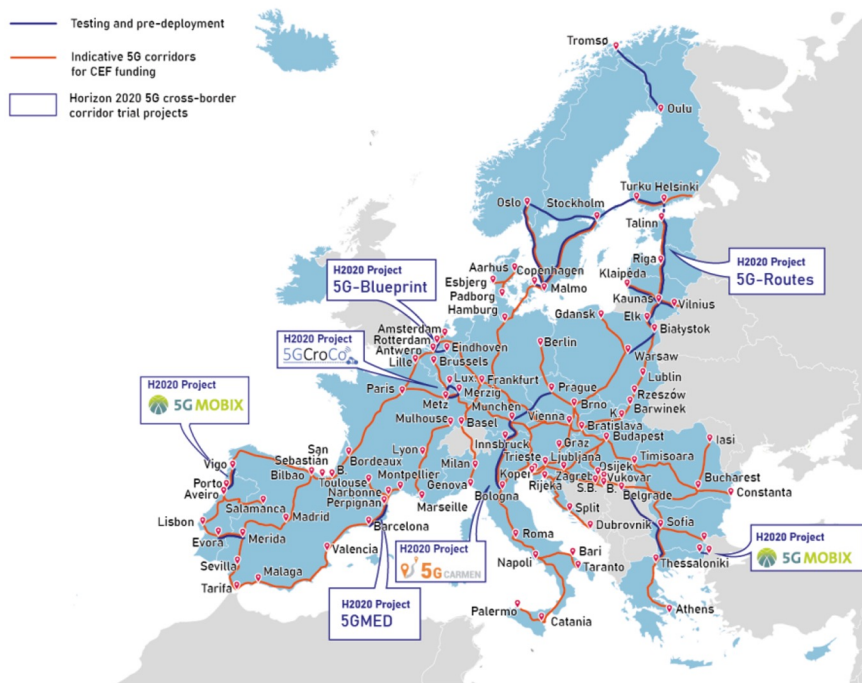 Testing and pre-deployment
Indicative 5G corridors
for CEF funding
Horizon 2020 5G cross-border
corridor trial projects
Tromsø
Oulu
Turku Helsinki
Oslo
Stockholm
Talinn
Riga
H2020 Project
5G-Routes
Klaipėda
Kaunas
Vilnius
Elk
Białystok
Aarhus
Copenhagen
Esbjerg
Malmo
Padborg
Hamburg
Gdansk
H2020 Project
5G-Blueprint
Amsterdam
Rotterdam
Antwerp
Eindhoven
Lille
Brussels
Berlin
Warsaw
H2020 Project
5GCroCo
Lux.
Frankfurt
Merzig
Metz
Paris
Prague
Lublin
Rzeszów
Barwinek
Brno
K
Mulhouse
Munchen
Vienna
Bratislava
Basel
Budapest
Iasi
H2020 Project
5G MOBIX
Innsbruck
Graz
Trieste
Ljubljana
Timisoara
Koper
Zagreb
Osijek
Rijeka
Vukovar
S.B.
B.
Belgrade
Bucharest
Constanta
Lyon
Milan
Genova
Bologna
Marseille
San
Sebastian
B.
Bordeaux
Vigo
Bilbao
Toulouse
Montpellier
Narbonne
Perpignan
Porto
Aveiro
Salamanca
Madrid
Barcelona
Split
Dubrovnik
Sofia
Lisbon
Evora
Merida
Valencia
Roma
H2020 Project
5G CARMEN
Napoli
Bari
Taranto
Thessaloniki
H2020 Project
5G MOBIX
Sevilla
Malaga
Tarifa
H2020 Project
5GMED
Palermo
Catania
Athens